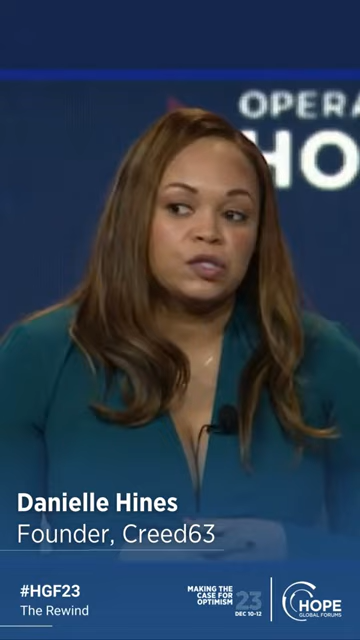 OPERA
HO
Danielle Hines
Founder, Creed63
#HGF23
The Rewind
MAKING THE
CASE FOR
OPTIMISM
23
DEC 10-12
HOPE
GLOBAL FORUMS